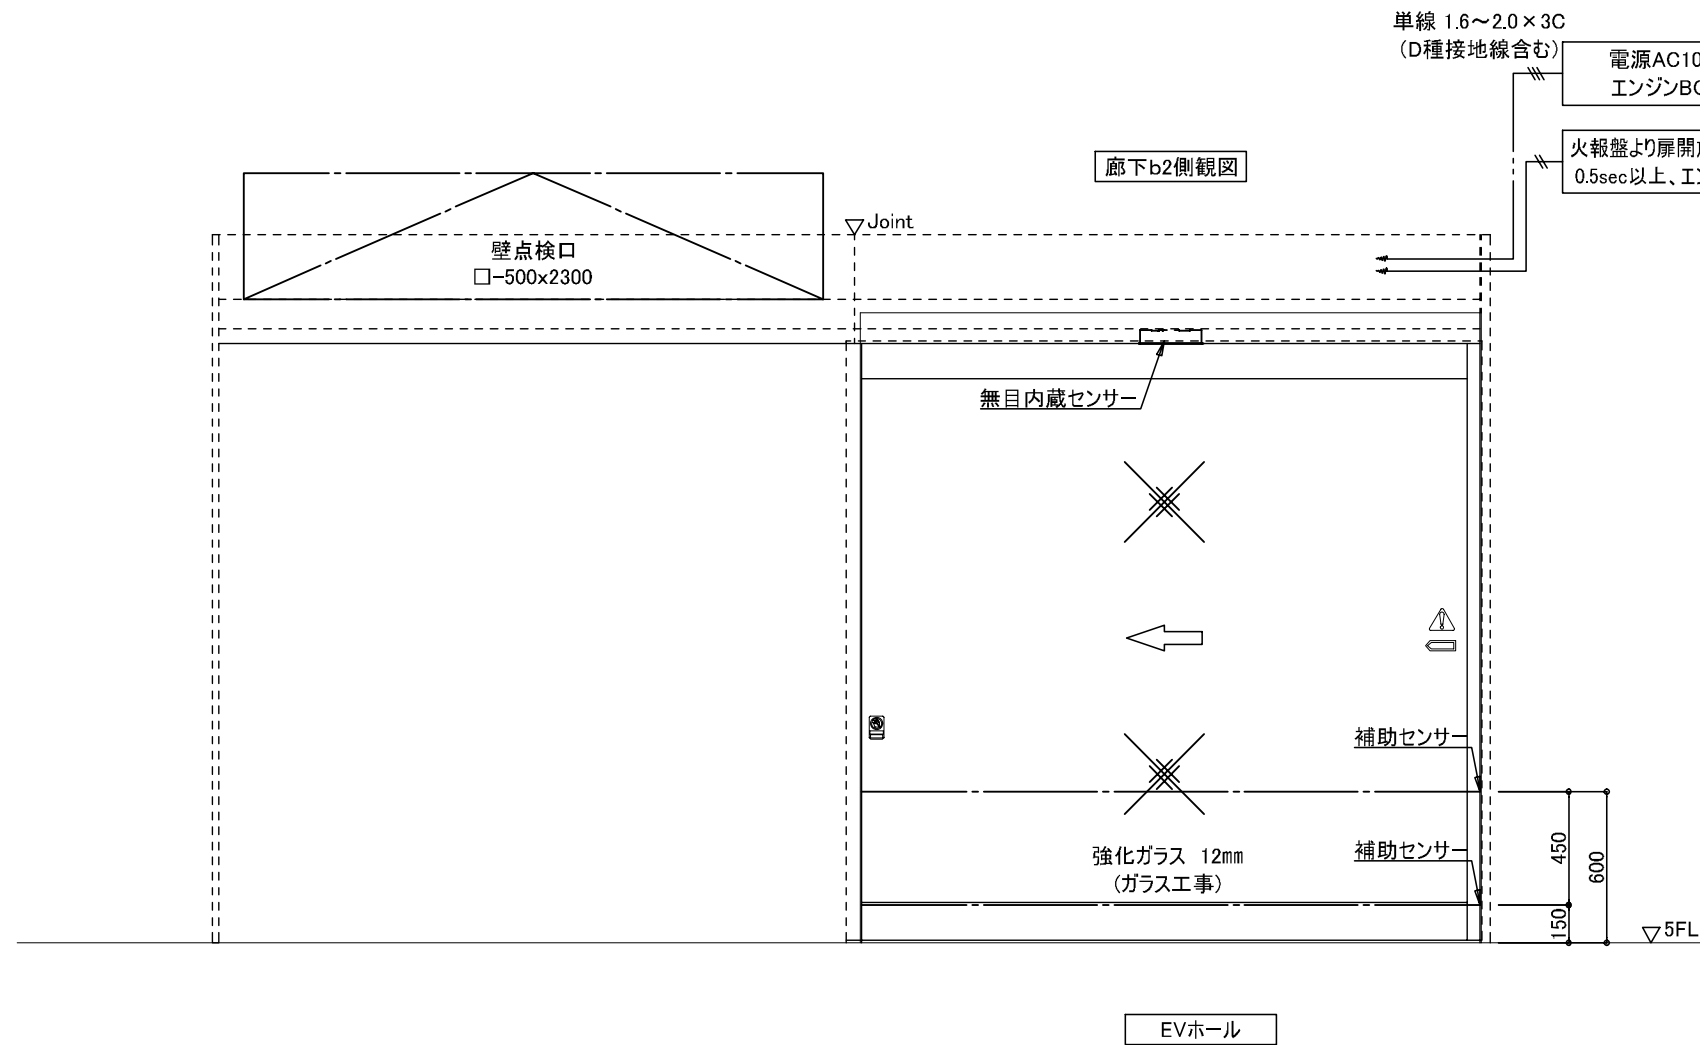 単線 1.6～2.0×3C
（D種接地線含む）
電源AC10
エンジンBO
火報盤より扉開
0.5sec以上、エン
廊下b2側観図
Joint
壁点検口
□-500x2300
無目内蔵センサー
補助センサー
補助センサー
強化ガラス 12mm
(ガラス工事)
450
600
150
5FL
EVホール